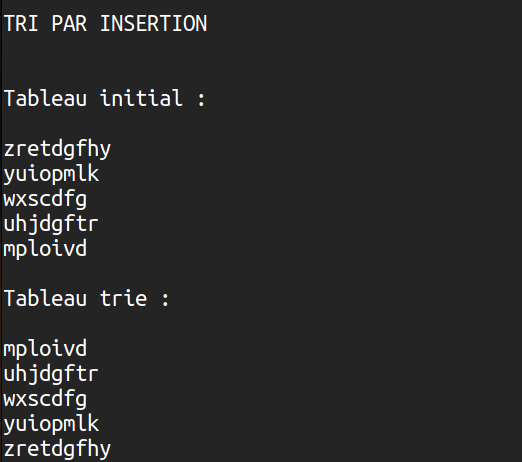 TRI PAR INSERTION
Tableau initial :
zretdgfhy
yuiopmlk
wxscdfg
uhjdgftr
mploivd
Tableau trie :
mploivd
uhjdgftr
wxscdfg
yuiopmlk
zretdgfhy